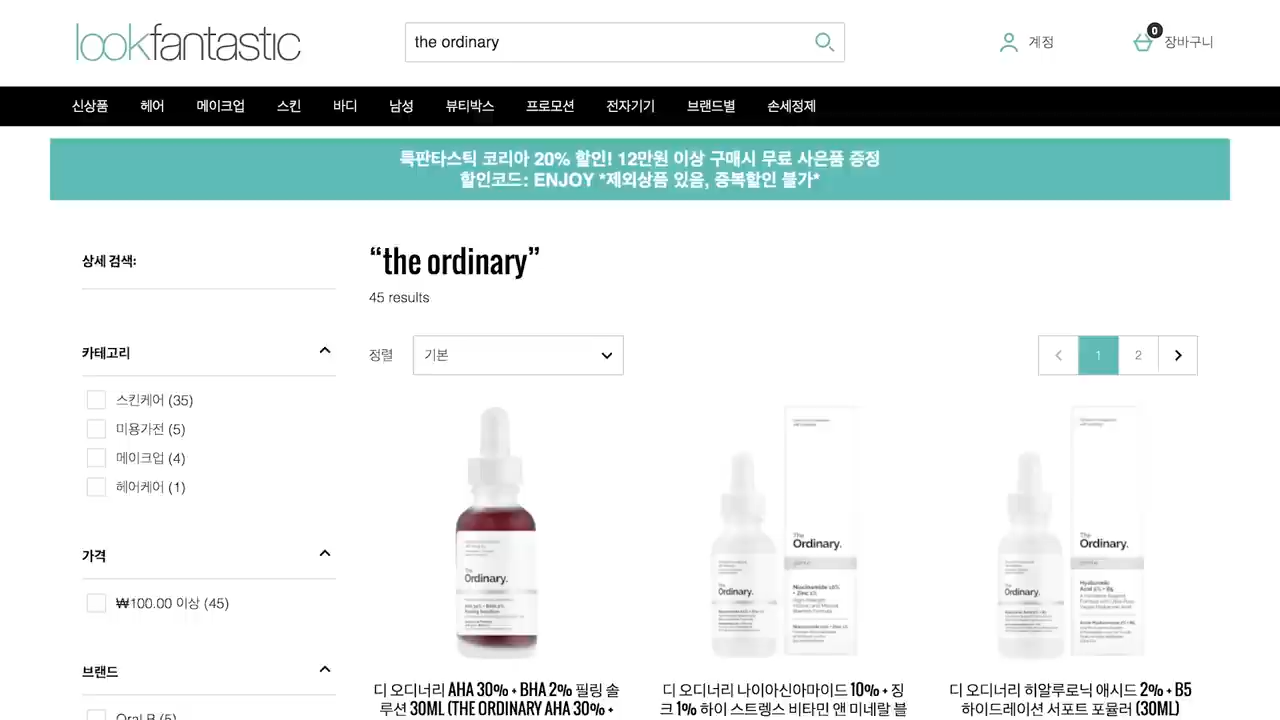 lookfantastic
the ordinary
계정
0
장바구니
신상품 헤어 메이크업 스킨 바디 남성 뷰티박스 프로모션 전자기기 브랜드별 손세정제
룩판타스틱 코리아 20% 할인! 12만원 이상 구매시 무료 사은품 증정
할인코드: ENJOY *제외상품 있음, 중복할인 불가*
상세 검색:
카테고리
스킨케어 (35)
미용가전 (5)
메이크업 (4)
헤어케어 (1)
가격
₩100.00 이상 (45)
브랜드
Oral B (5)
“the ordinary”
45 results
정렬
기본
1
2
The
Ordinary.
The
Ordinary.
The
Ordinary.
Niacinamide 10%
+ Zinc 1%
The
Ordinary.
The
Ordinary.
Hyaluronic
Acid 2% + B5
디 오디너리 AHA 30% + BHA 2% 필링 솔
루션 30ML (THE ORDINARY AHA 30% +
디 오디너리 나이아신아마이드 10% + 징
크 1% 하이 스트렝스 비타민 앤 미네랄 블
디 오디너리 히알루로닉 애시드 2% + B5
하이드레이션 서포트 포뮬러 (30ML)